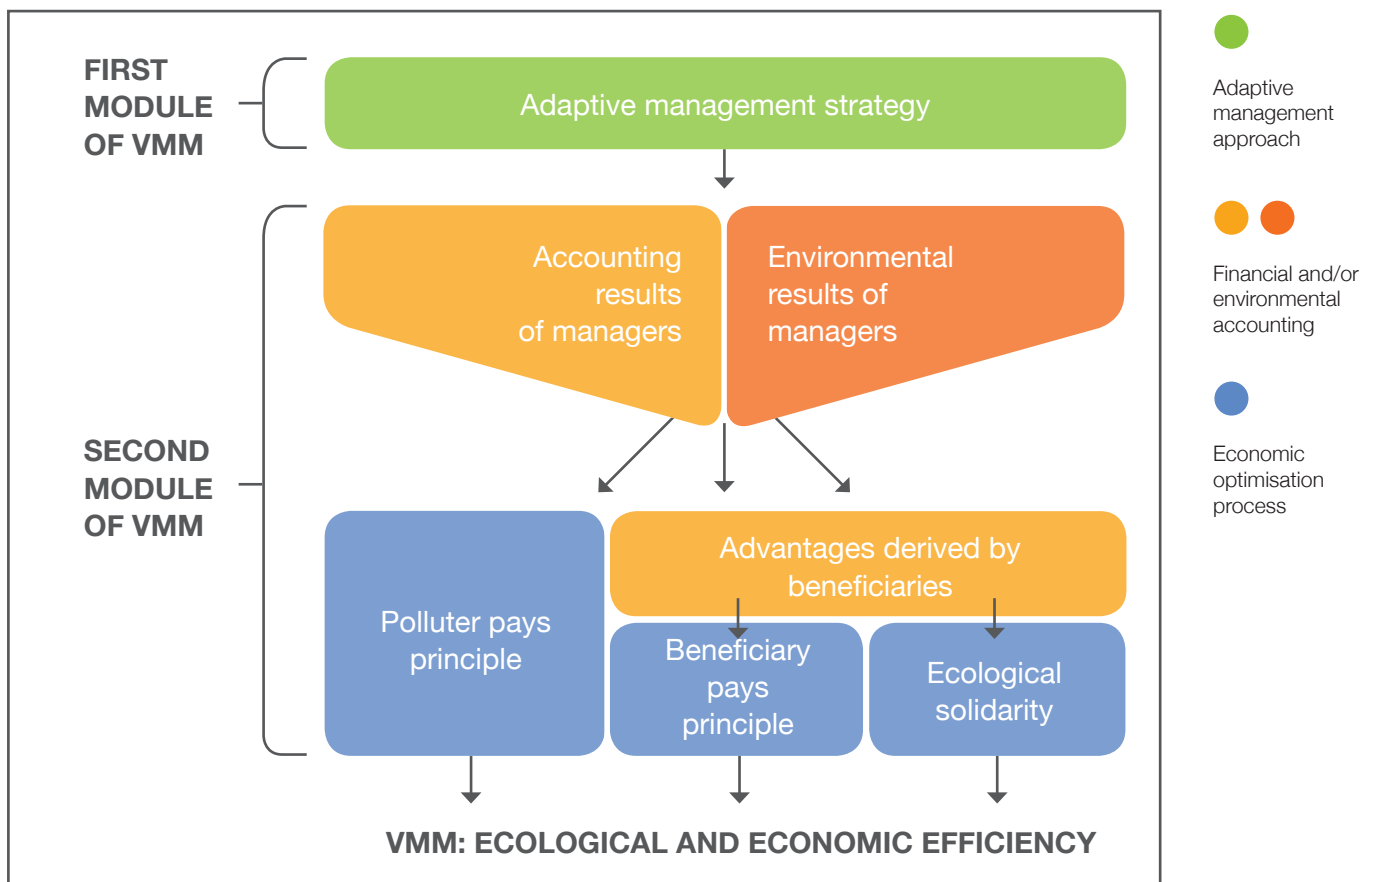 FIRST
MODULE
OF VMM
Adaptive management strategy
Accounting
results
of managers
Environmental
results of
managers
SECOND
MODULE
OF VMM
Polluter pays
principle
Advantages derived by
beneficiaries
Beneficiary
pays
principle
Ecological
solidarity
VMM: ECOLOGICAL AND ECONOMIC EFFICIENCY
Adaptive
management
approach
Financial and/or
environmental
accounting
Economic
optimisation
process